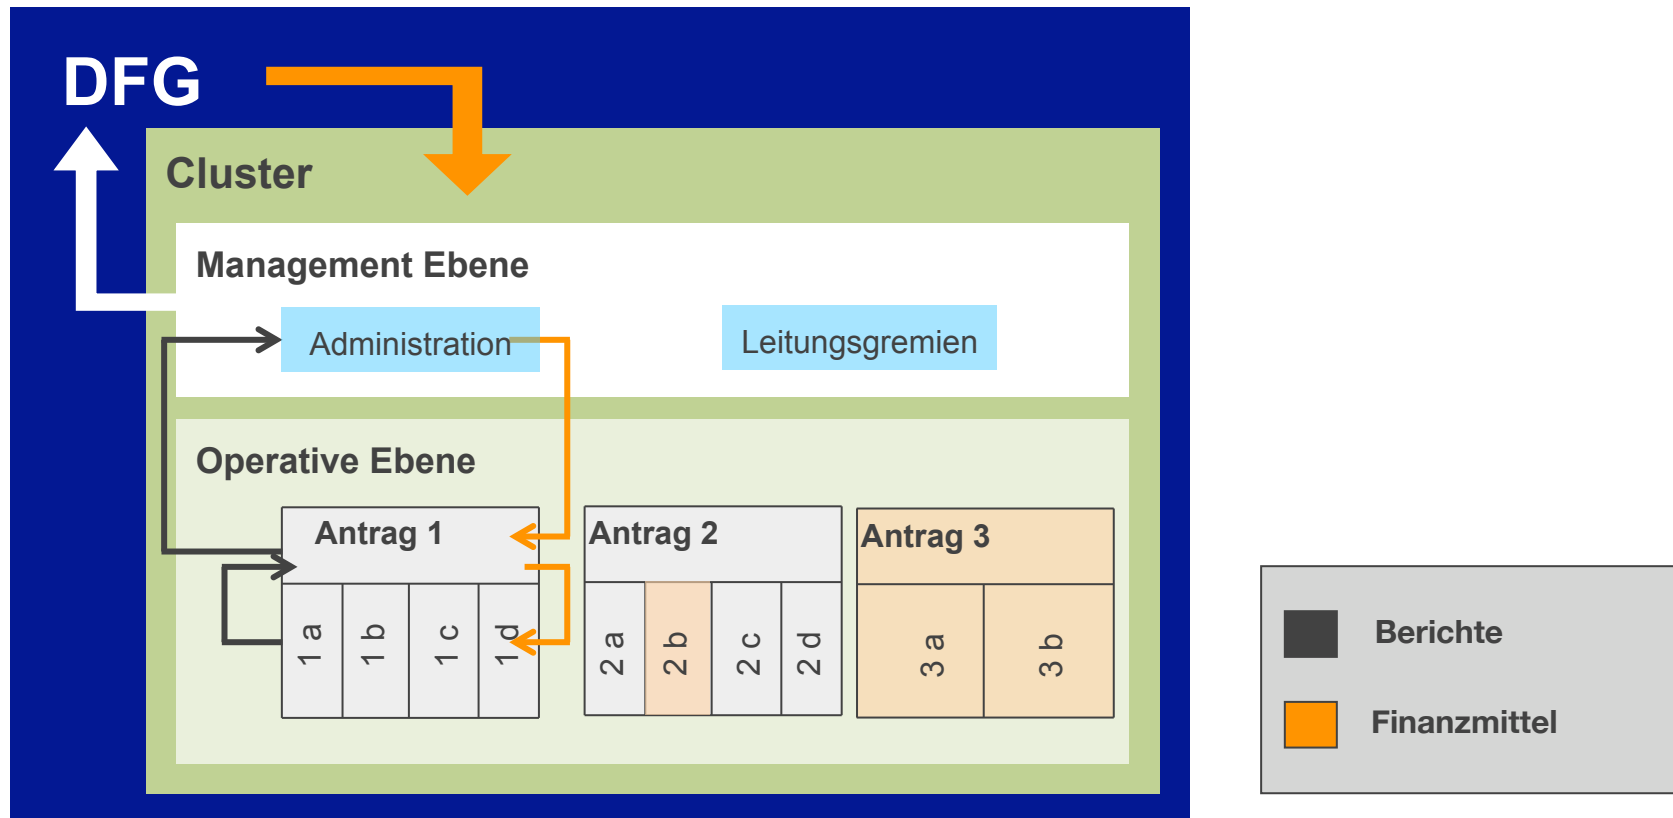 DFG
Cluster
Management Ebene
Administration
Leitungsgremien
Operative Ebene
Antrag 1
Antrag 2
Antrag 3
1 a
1 b
1 c
1 d
2 a
2 b
2 c
2 d
3 a
3 b
Berichte
Finanzmittel